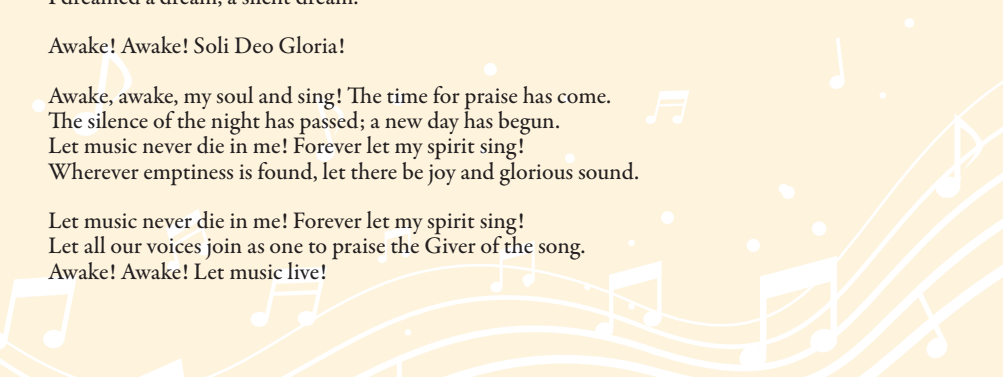 I dreamed a dream, a silent dream.
Awake! Awake! Soli Deo Gloria!
Awake, awake, my soul and sing! The time for praise has come.
The silence of the night has passed; a new day has begun.
Let music never die in me! Forever let my spirit sing!
Wherever emptiness is found, let there be joy and glorious sound.
Let music never die in me! Forever let my spirit sing!
Let all our voices join as one to praise the Giver of the song.
Awake! Awake! Let music live!